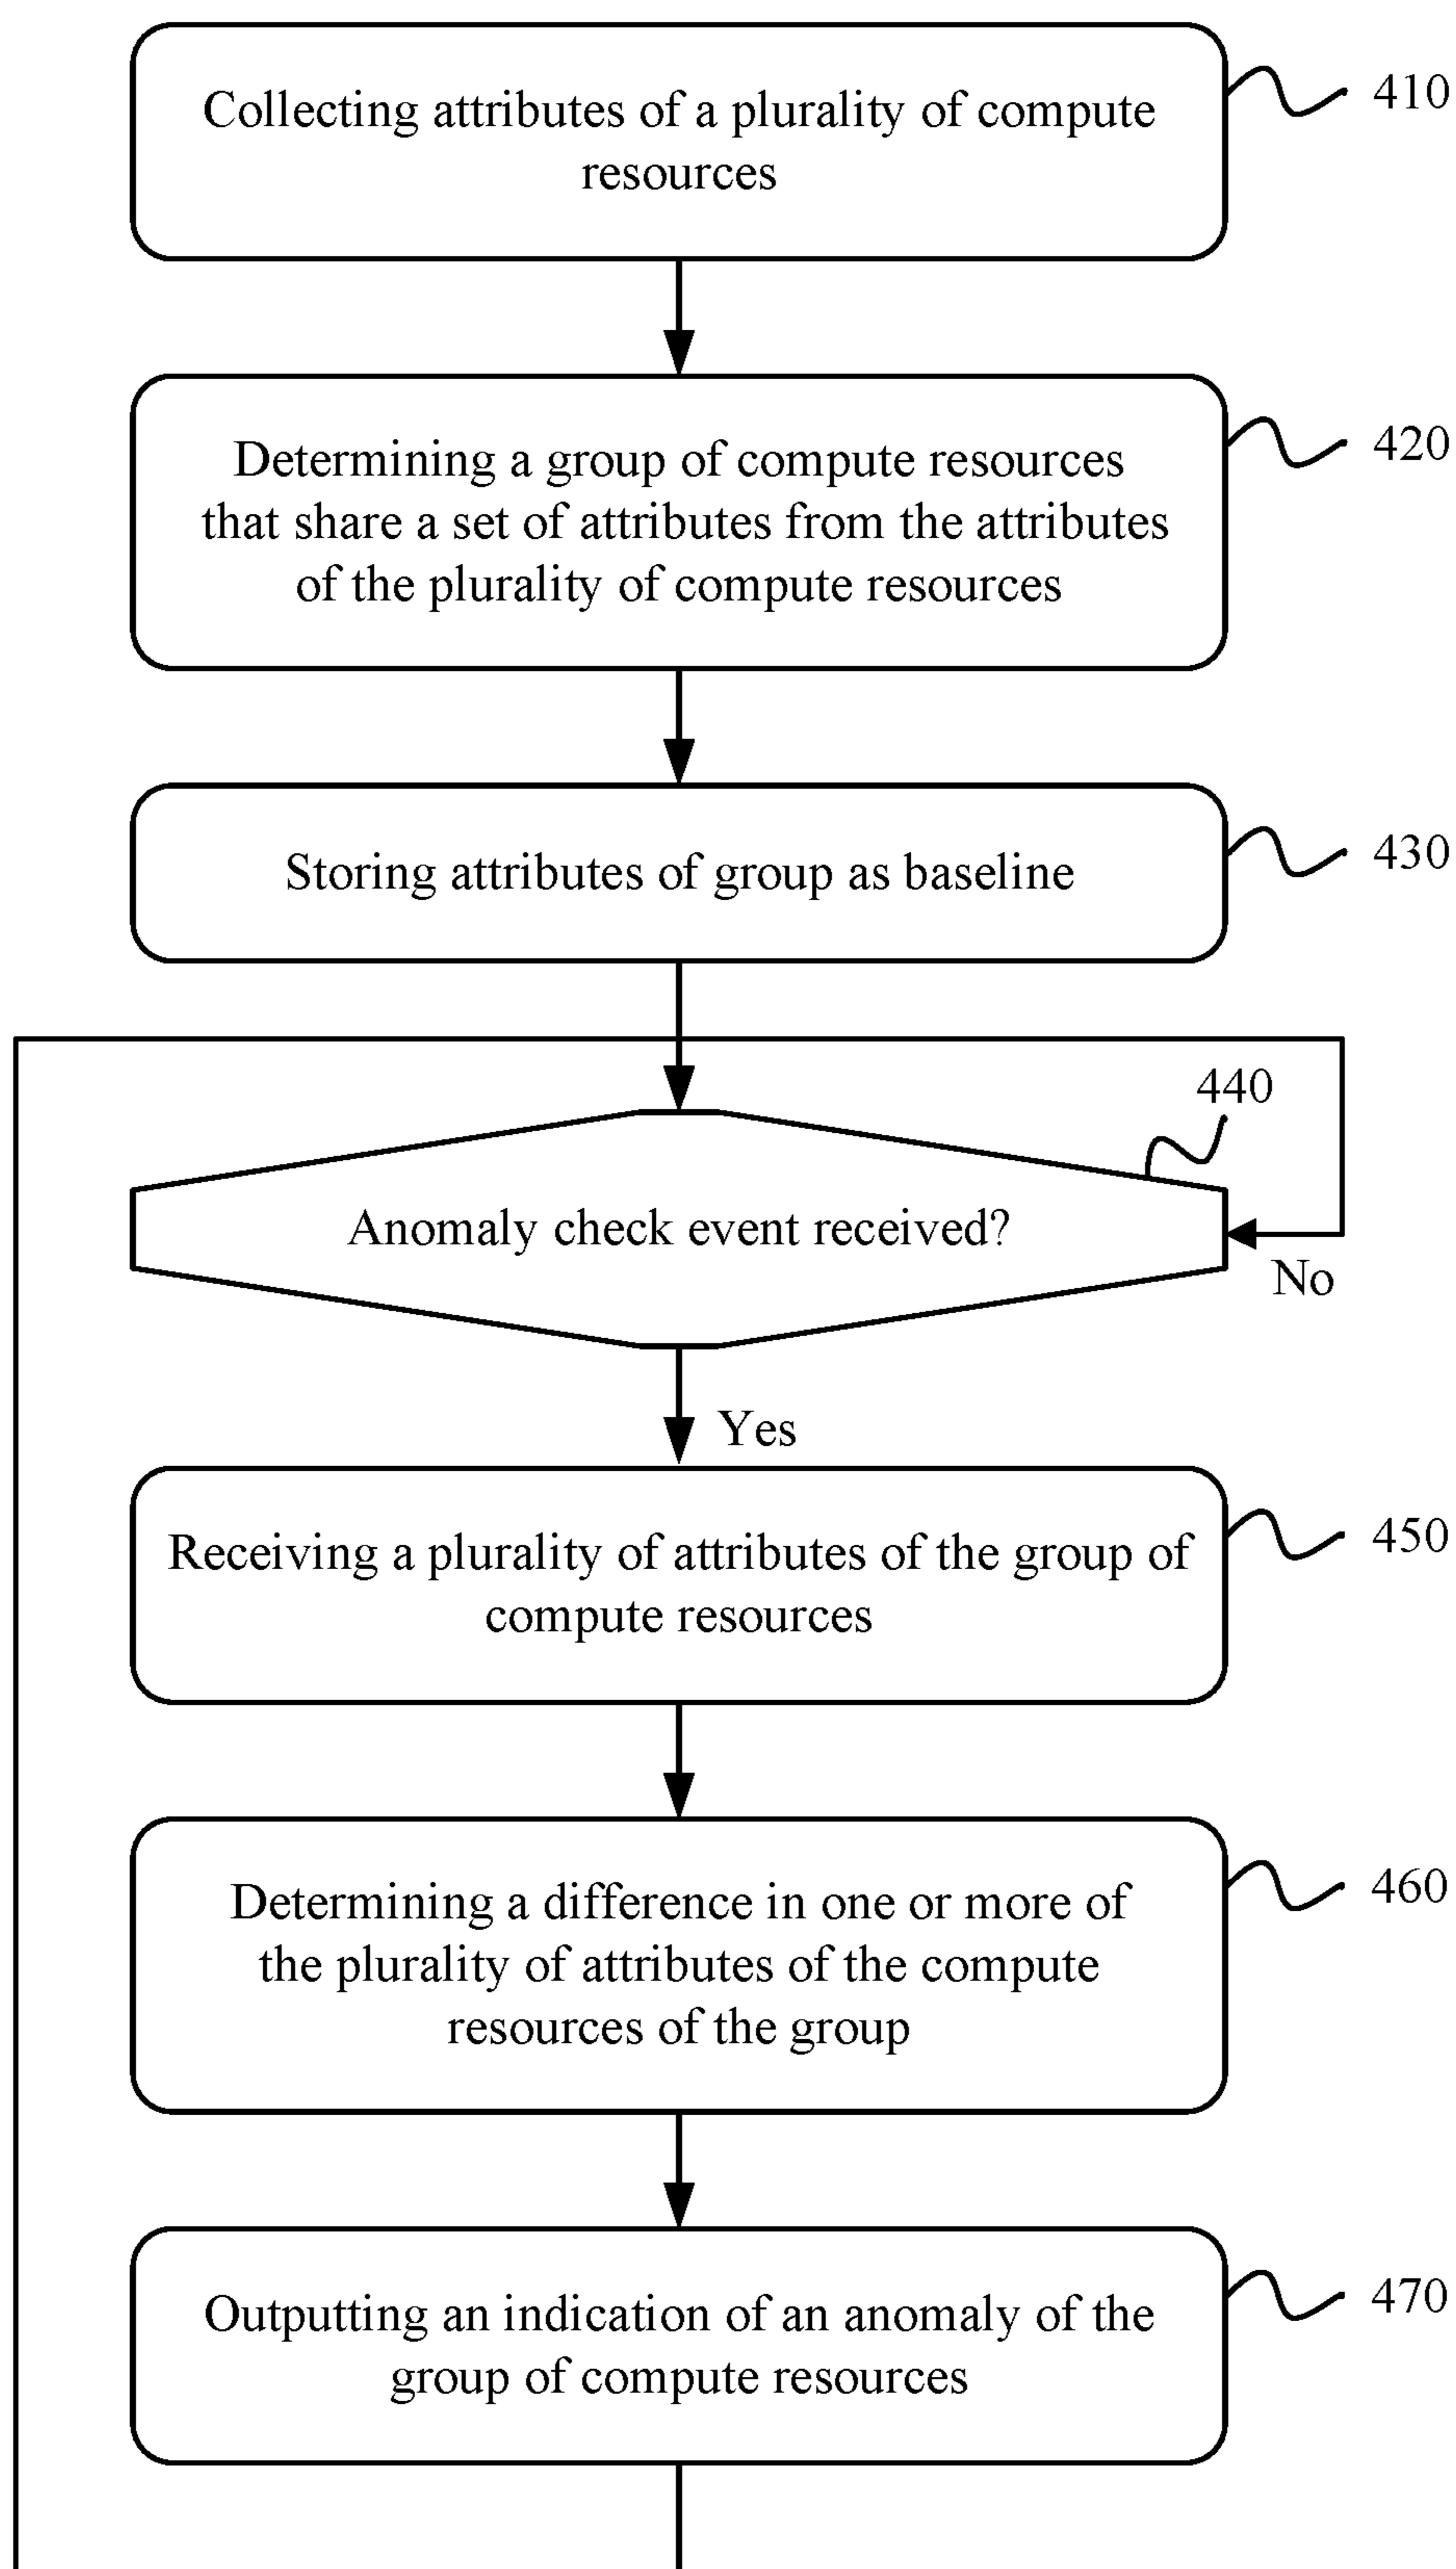 Collecting attributes of a plurality of compute
resources
410
Determining a group of compute resources
that share a set of attributes from the attributes
of the plurality of compute resources
420
Storing attributes of group as baseline
430
440
Anomaly check event received?
No
Yes
Receiving a plurality of attributes of the group of
compute resources
450
Determining a difference in one or more of
the plurality of attributes of the compute
resources of the group
460
Outputting an indication of an anomaly of the
group of compute resources
470